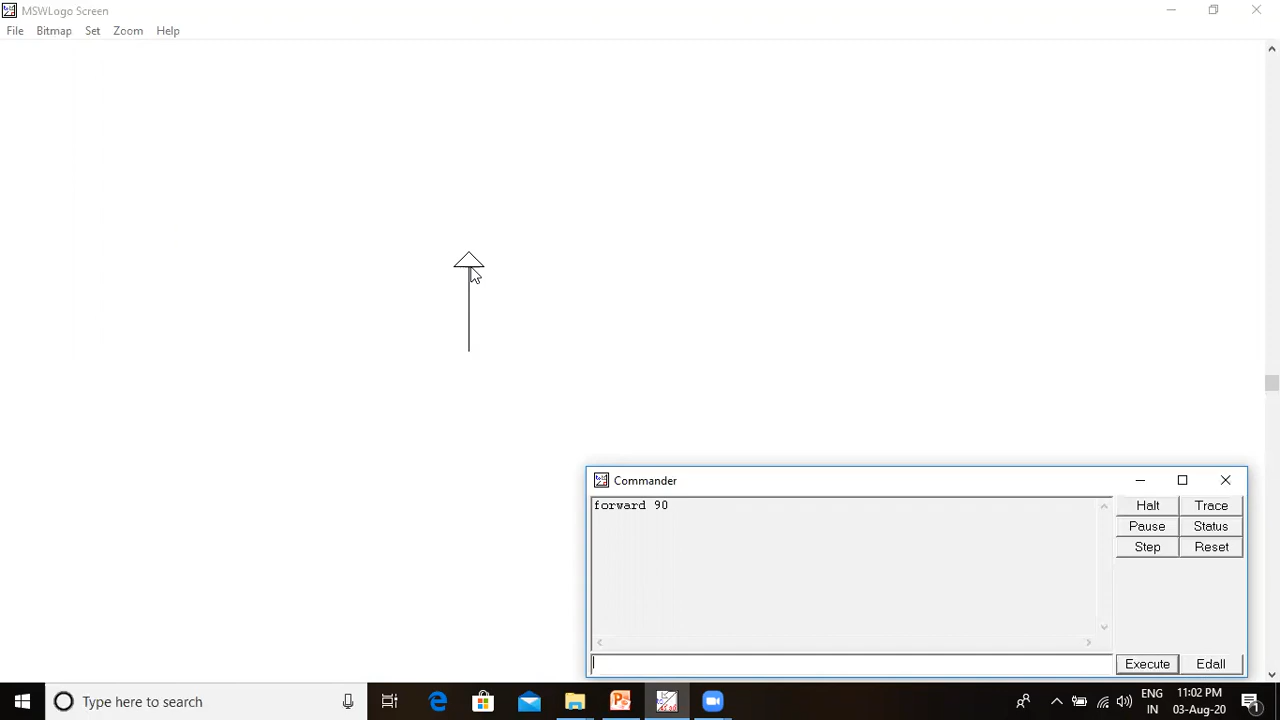 MSWLogo Screen
File Bitmap Set Zoom Help
Commander
forward 90
Halt Trace
Pause Status
Step Reset
Execute Edall
Type here to search
ENG
IN
11:02 PM
03-Aug-20
1